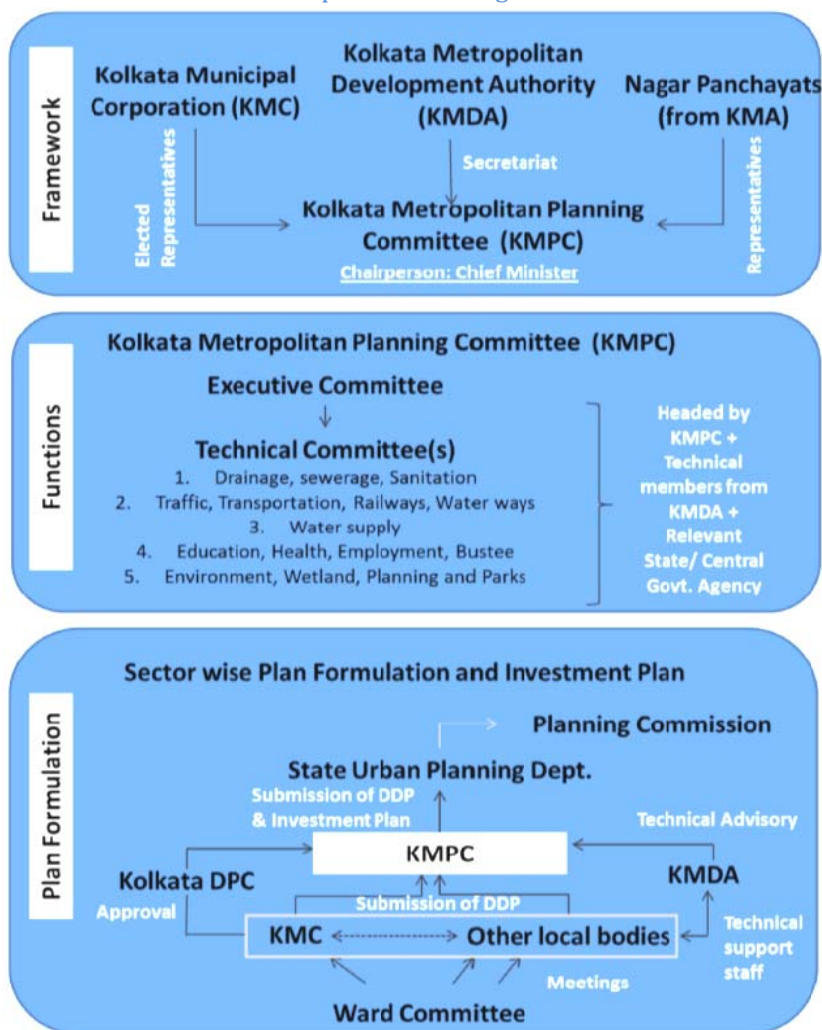 Framework
Kolkata Municipal
Corporation (KMC)
Kolkata Metropolitan
Development Authority
(KMDA)
Nagar Panchayats
(from KMA)
Elected
Representatives
Secretariat
Representatives
Kolkata Metropolitan Planning
Committee (KMPC)
Chairperson: Chief Minister
Functions
Kolkata Metropolitan Planning Committee (KMPC)
Executive Committee
Technical Committee(s)
1. Drainage, sewerage, Sanitation
2. Traffic, Transportation, Railways, Water ways
3. Water supply
4. Education, Health, Employment, Bustee
5. Environment, Wetland, Planning and Parks
Headed by
KMPC +
Technical
members from
KMDA +
Relevant
State/ Central
Govt. Agency
Plan Formulation
Sector wise Plan Formulation and Investment Plan
Planning Commission
State Urban Planning Dept.
Submission of DDP
& Investment Plan
Technical Advisory
KMPC
Kolkata DPC
KMDA
Approval
Submission of DDP
KMC
Other local bodies
Technical
support
staff
Meetings
Ward Committee